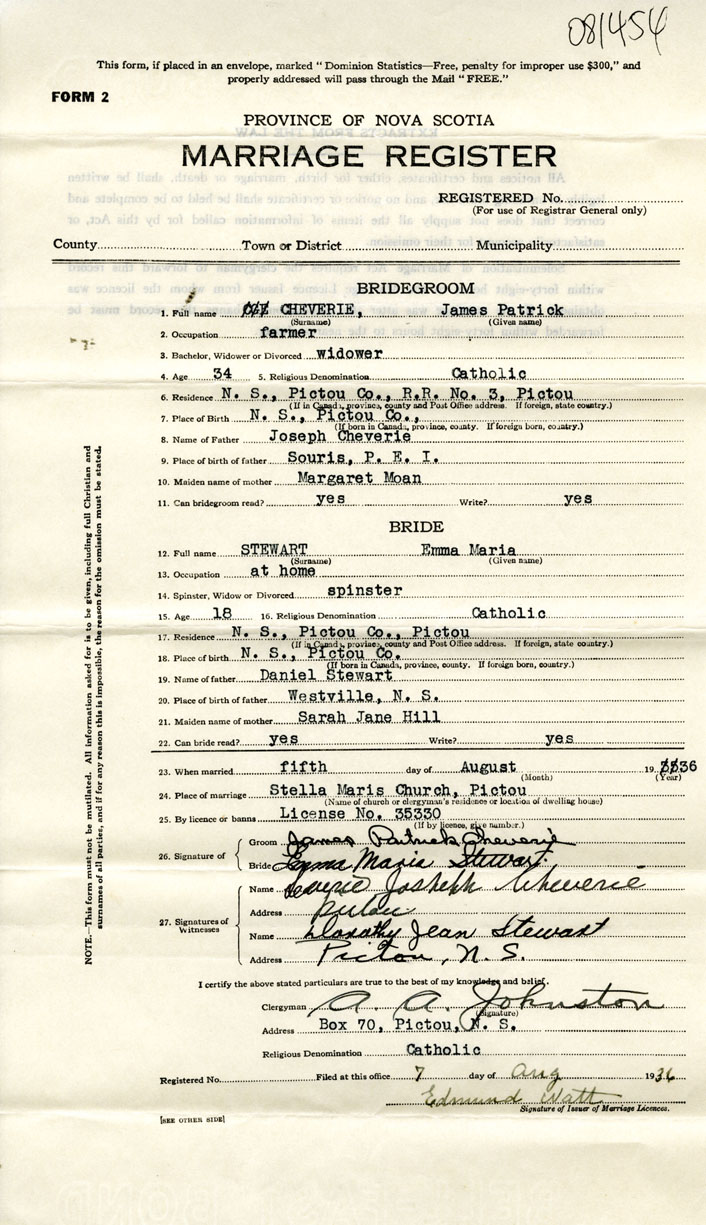 081454
This form, if placed in an envelope, marked "Dominion Statistics—Free, penalty for improper use $300," and
properly addressed will pass through the Mail "FREE."
FORM 2
PROVINCE OF NOVA SCOTIA
MARRIAGE REGISTER
REGISTERED No.
(For use of Registrar General only)
County Town or District Municipality
BRIDEGROOM
1. Full name CHEVERIE, James Patrick
(Surname) (Given name)
2. Occupation farmer
3. Bachelor, Widower or Divorced widower
4. Age 34 5. Religious Denomination Catholic
6. Residence N. S., Pictou Co., R.R. No. 3, Pictou
(If in Canada, province, county and Post Office address. If foreign, state country.)
7. Place of Birth N. S., Pictou Co.,
(If born in Canada, province, county. If foreign born, country.)
8. Name of Father Joseph Cheverie
9. Place of birth of father Souris, P. E. I.
10. Maiden name of mother Margaret Moan
11. Can bridegroom read? yes Write? yes
BRIDE
12. Full name STEWART Emma Maria
(Surname) (Given name)
13. Occupation at home
14. Spinster, Widow or Divorced spinster
15. Age 18 16. Religious Denomination Catholic
17. Residence N. S., Pictou Co., Pictou
(If in Canada, province, county and Post Office address. If foreign, state country.)
18. Place of birth N. S., Pictou Co.
(If born in Canada, province, county. If foreign born, country.)
19. Name of father Daniel Stewart
20. Place of birth of father Westville, N. S.
21. Maiden name of mother Sarah Jane Hill
22. Can bride read? yes Write? yes
23. When married fifth day of August 1936
(Month) (Year)
24. Place of marriage Stella Maris Church, Pictou
(Name of church or clergyman's residence or location of dwelling house)
25. By licence or banns License No. 35330
(If by licence, give number.)
26. Signature of Groom James Patrick Cheverie
Bride Emma Maria Stewart
27. Signatures of Witnesses
Name Joshehh Cheverie
Address Pictou
Name Dorothy Jean Stewart
Address Pictou, N. S.
I certify the above stated particulars are true to the best of my knowledge and belief.
Clergyman A. A. Johnston
(Signature)
Address Box 70, Pictou, N. S.
Religious Denomination Catholic
Registered No. Filed at this office 7 day of Aug 1936
Edmund Watt
Signature of Issuer of Marriage Licences.
[SEE OTHER SIDE]
NOTE.—This form must not be mutilated. All information asked for is to be given, including full Christian and
surnames of all parties, and if for any reason this is impossible, the reason for the omission must be stated.